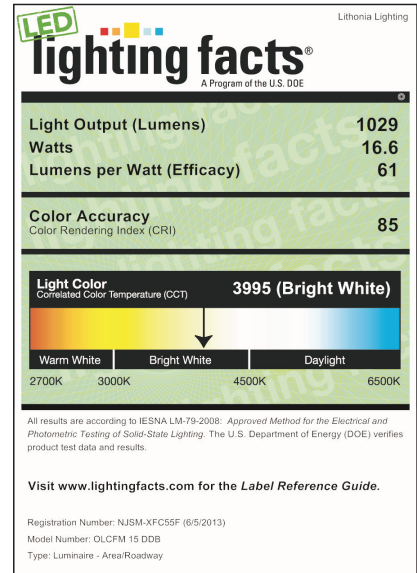 Lithonia Lighting
LED
lighting facts®
A Program of the U.S. DOE
Light Output (Lumens) 1029
Watts 16.6
Lumens per Watt (Efficacy) 61
Color Accuracy
Color Rendering Index (CRI) 85
Light Color
Correlated Color Temperature (CCT) 3995 (Bright White)
Warm White Bright White Daylight
2700K 3000K 4500K 6500K
All results are according to IESNA LM-79-2008: Approved Method for the Electrical and
Photometric Testing of Solid-State Lighting. The U.S. Department of Energy (DOE) verifies
product test data and results.
Visit www.lightingfacts.com for the Label Reference Guide.
Registration Number: NJSM-XFC55F (6/5/2013)
Model Number: OLCFM 15 DDB
Type: Luminaire - Area/Roadway